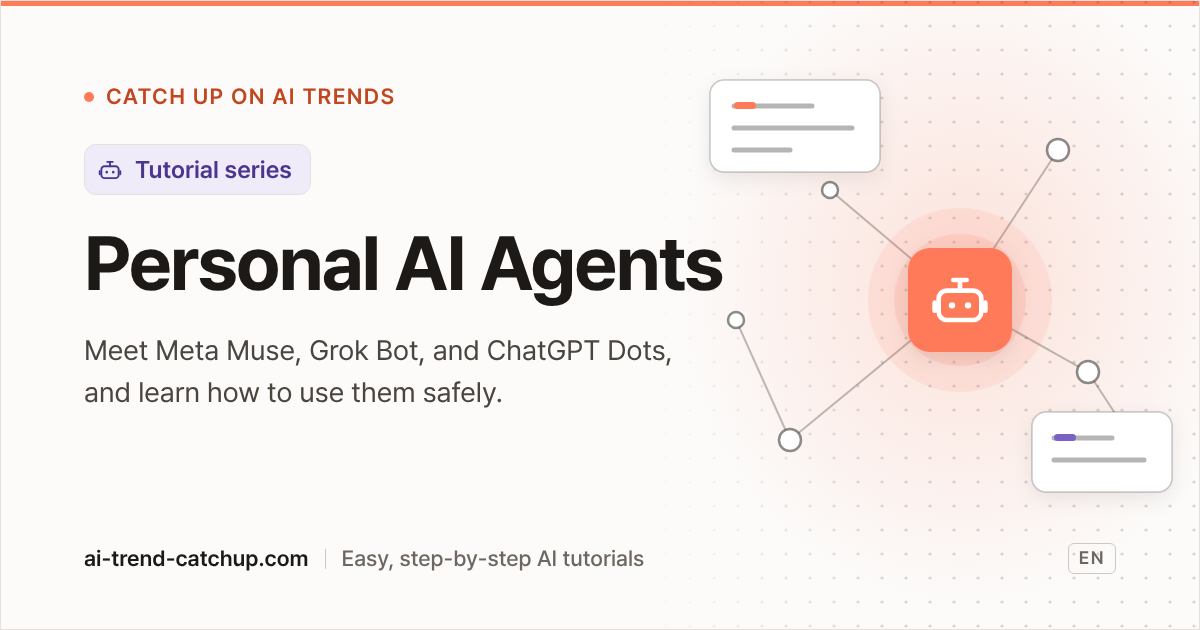 CATCH UP ON AI TRENDS
Tutorial series
Personal AI Agents
Meet Meta Muse, Grok Bot, and ChatGPT Dots,
and learn how to use them safely.
ai-trend-catchup.com
Easy, step-by-step AI tutorials
EN